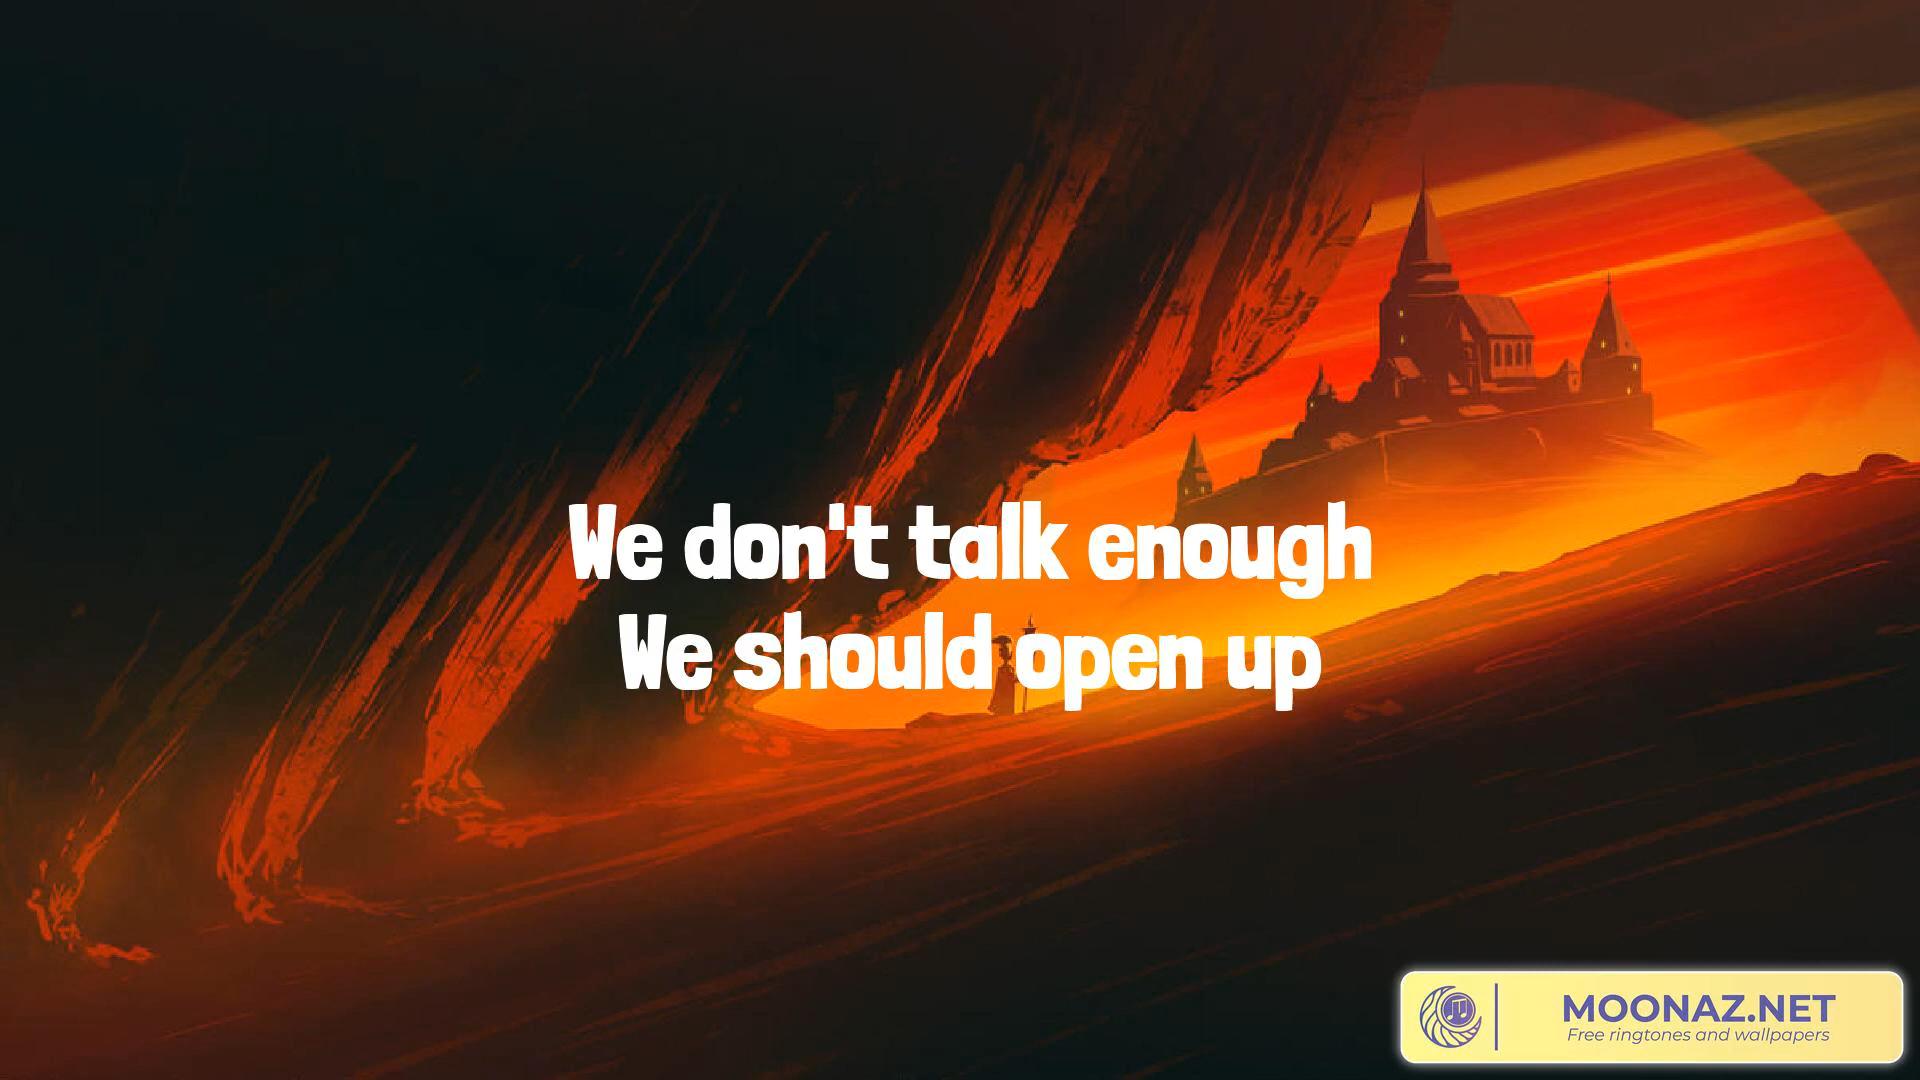 We don't talk enough
We should open up
MOONAZ.NET
Free ringtones and wallpapers